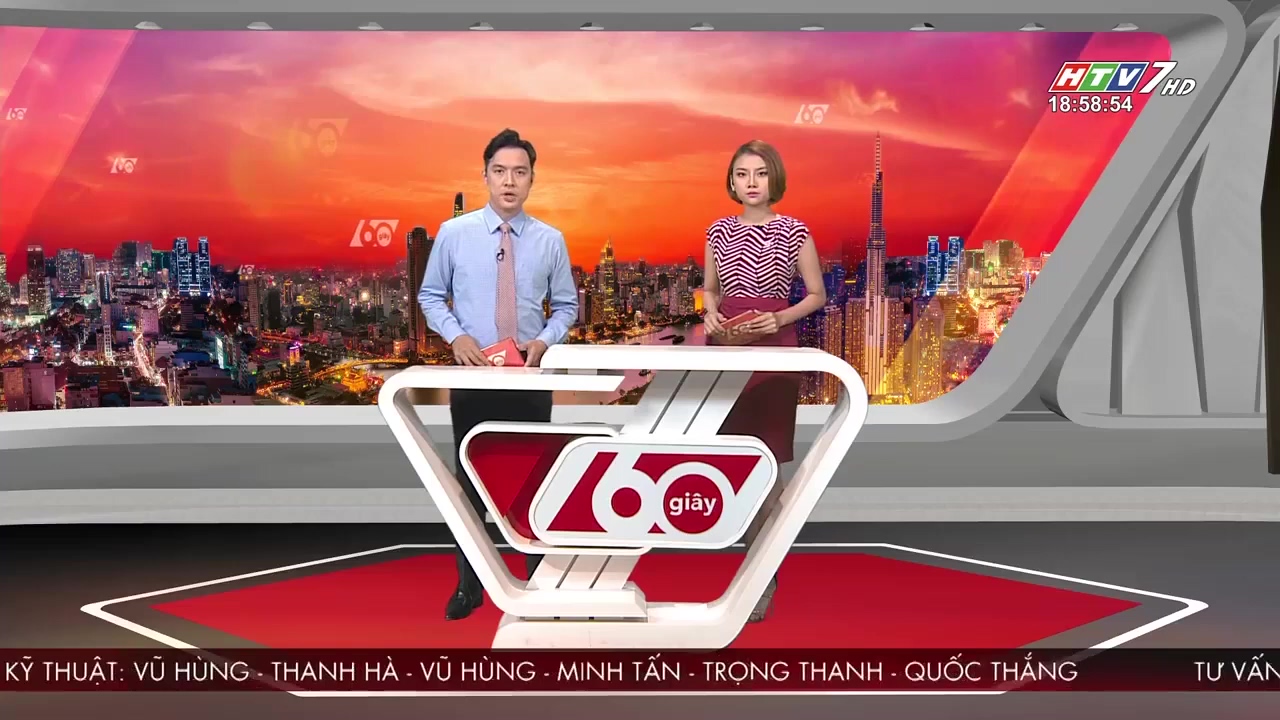 HTV7 HD
18:58:54
60
giây
KỸ THUẬT: VŨ HÙNG - THANH HÀ - VŨ HÙNG - MINH TẤN - TRỌNG THANH - QUỐC THẮNG TƯ VẤN